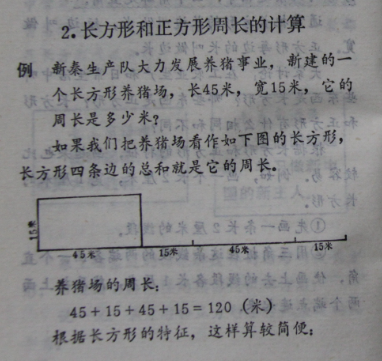 2.长方形和正方形周长的计算
例 新秦生产队大力发展养猪事业，新建的一
个长方形养猪场，长45米，宽15米，它的
周长是多少米？
如果我们把养猪场看作如下图的长方形，
长方形四条边的总和就是它的周长。
15米
45米 15米 45米 15米
养猪场的周长：
45＋15＋45＋15＝120（米）
根据长方形的特征，这样算较简便：